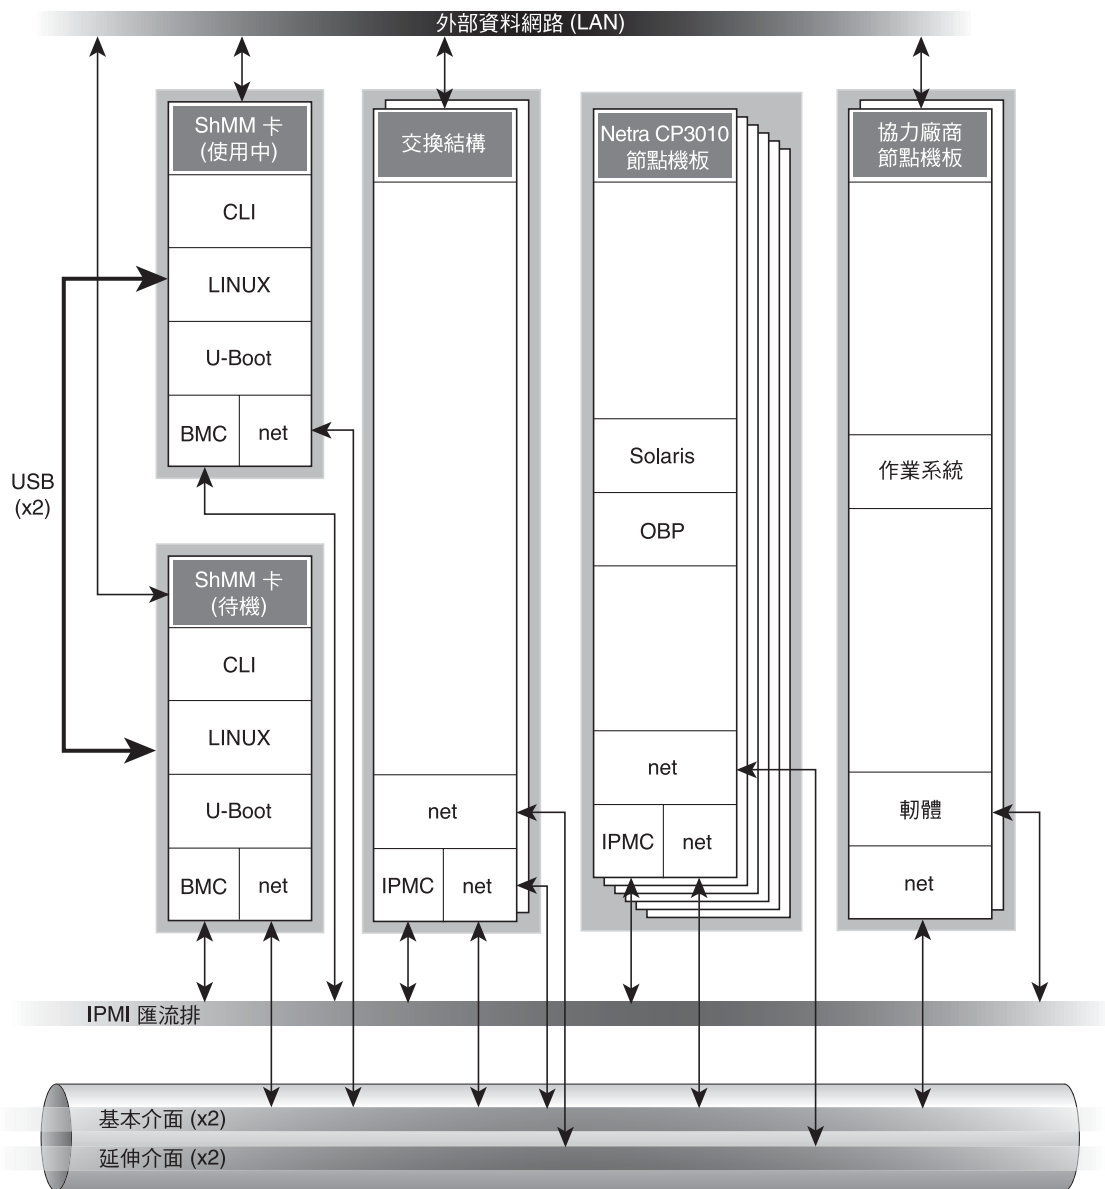 外部資料網路 (LAN)
ShMM 卡
(使用中)
CLI
LINUX
U-Boot
BMC
net
USB
(x2)
ShMM 卡
(待機)
CLI
LINUX
U-Boot
BMC
net
交換結構
net
IPMC
net
Netra CP3010
節點機板
Solaris
OBP
net
IPMC
net
協力廠商
節點機板
作業系統
軔體
net
IPMI 匯流排
基本介面 (x2)
延伸介面 (x2)